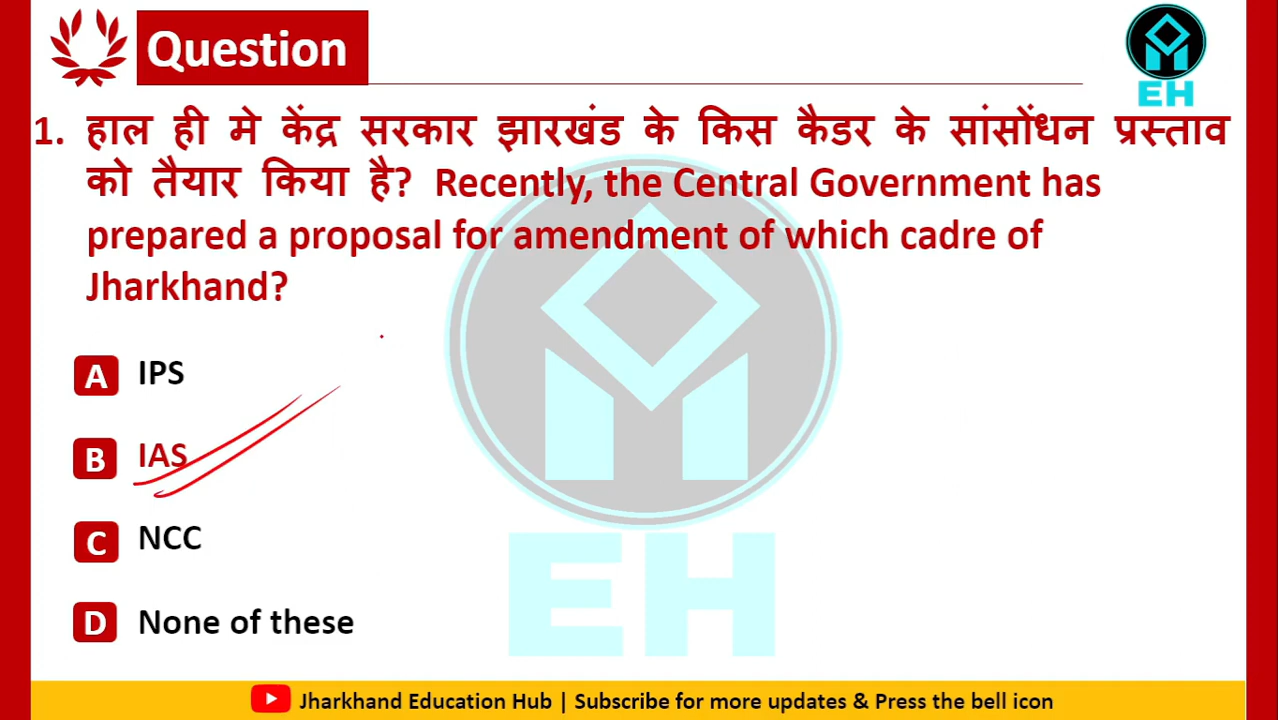 Question
EH
1. हाल ही मे केंद्र सरकार झारखंड के किस कैडर के सांसोंधन प्रस्ताव
को तैयार किया है? Recently, the Central Government has
prepared a proposal for amendment of which cadre of
Jharkhand?
A IPS
B IAS
C NCC
D None of these
EH
Jharkhand Education Hub | Subscribe for more updates & Press the bell icon